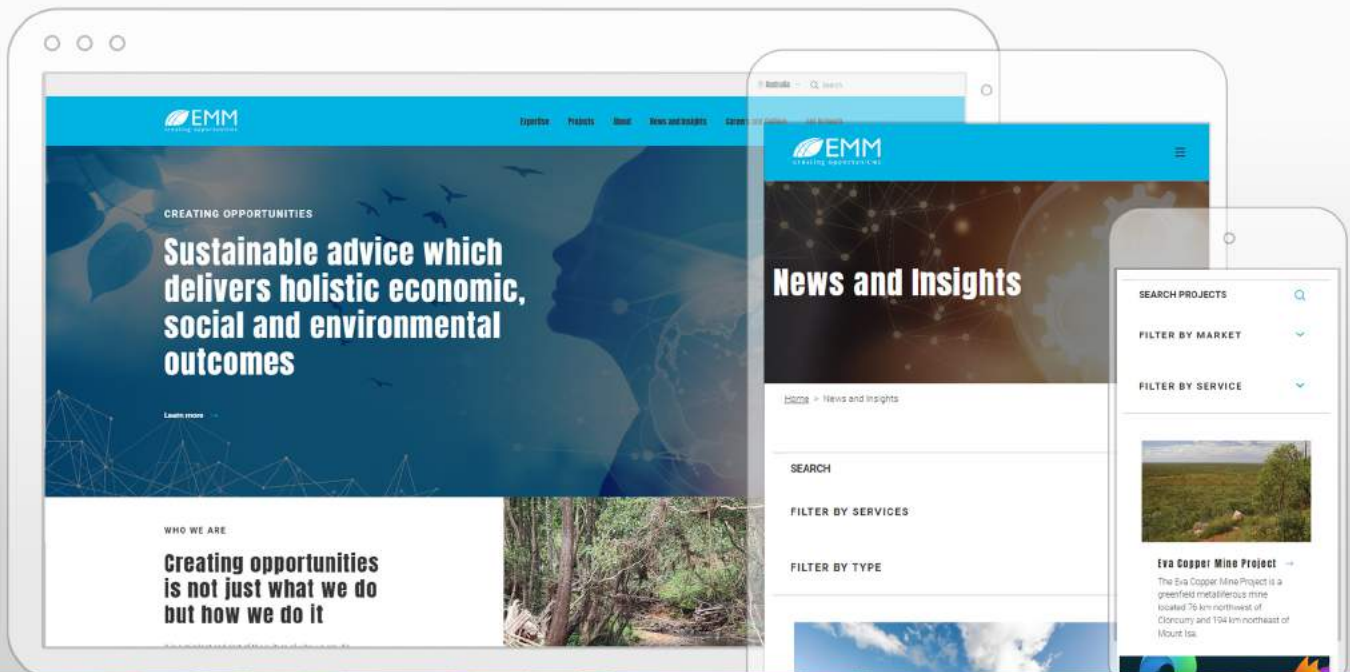 Australia
Search
EMM
creating opportunities
Expertise Projects About News and Insights
CREATING OPPORTUNITIES
Sustainable advice which
delivers holistic economic,
social and environmental
outcomes
Learn more →
WHO WE ARE
Creating opportunities
is not just what we do
but how we do it
EMM
creating opportunities
News and Insights
Home > News and Insights
SEARCH
FILTER BY SERVICES
FILTER BY TYPE
SEARCH PROJECTS
FILTER BY MARKET
FILTER BY SERVICE
Eva Copper Mine Project →
The Eva Copper Mine Project is a
greenfield metalliferous mine
located 76 km northwest of
Cloncurry and 194 km northeast of
Mount Isa.